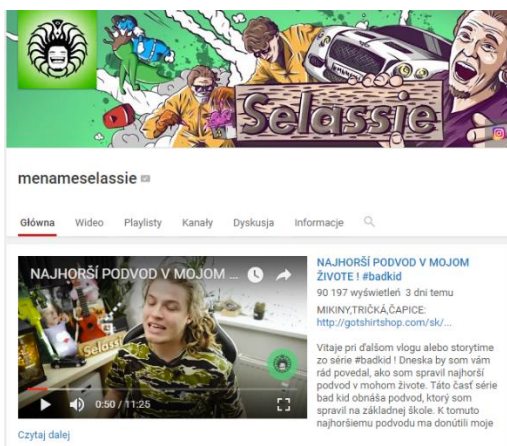 Selassie
menameselassie
Główna Wideo Playlisty Kanały Dyskusja Informacje
NAJHORŠÍ PODVOD V MOJOM ...
Selassie
0:50 / 11:25
NAJHORŠÍ PODVOD V MOJOM
ŽIVOTE ! #badkid
90 197 wyświetleń 3 dni temu
MIKINY,TRIČKÁ,ČAPICE:
http://gotshirtshop.com/sk/...
Vitaje pri ďalšom vlogu alebo storytime
zo série #badkid ! Dneska by som vám
rád povedal, ako som spravil najhorší
podvod v mohom živote. Táto časť série
bad kid obnáša podvod, ktorý som
spravil na základnej škole. K tomuto
najhoršiemu podvodu ma donútili moje
Czytaj dalej